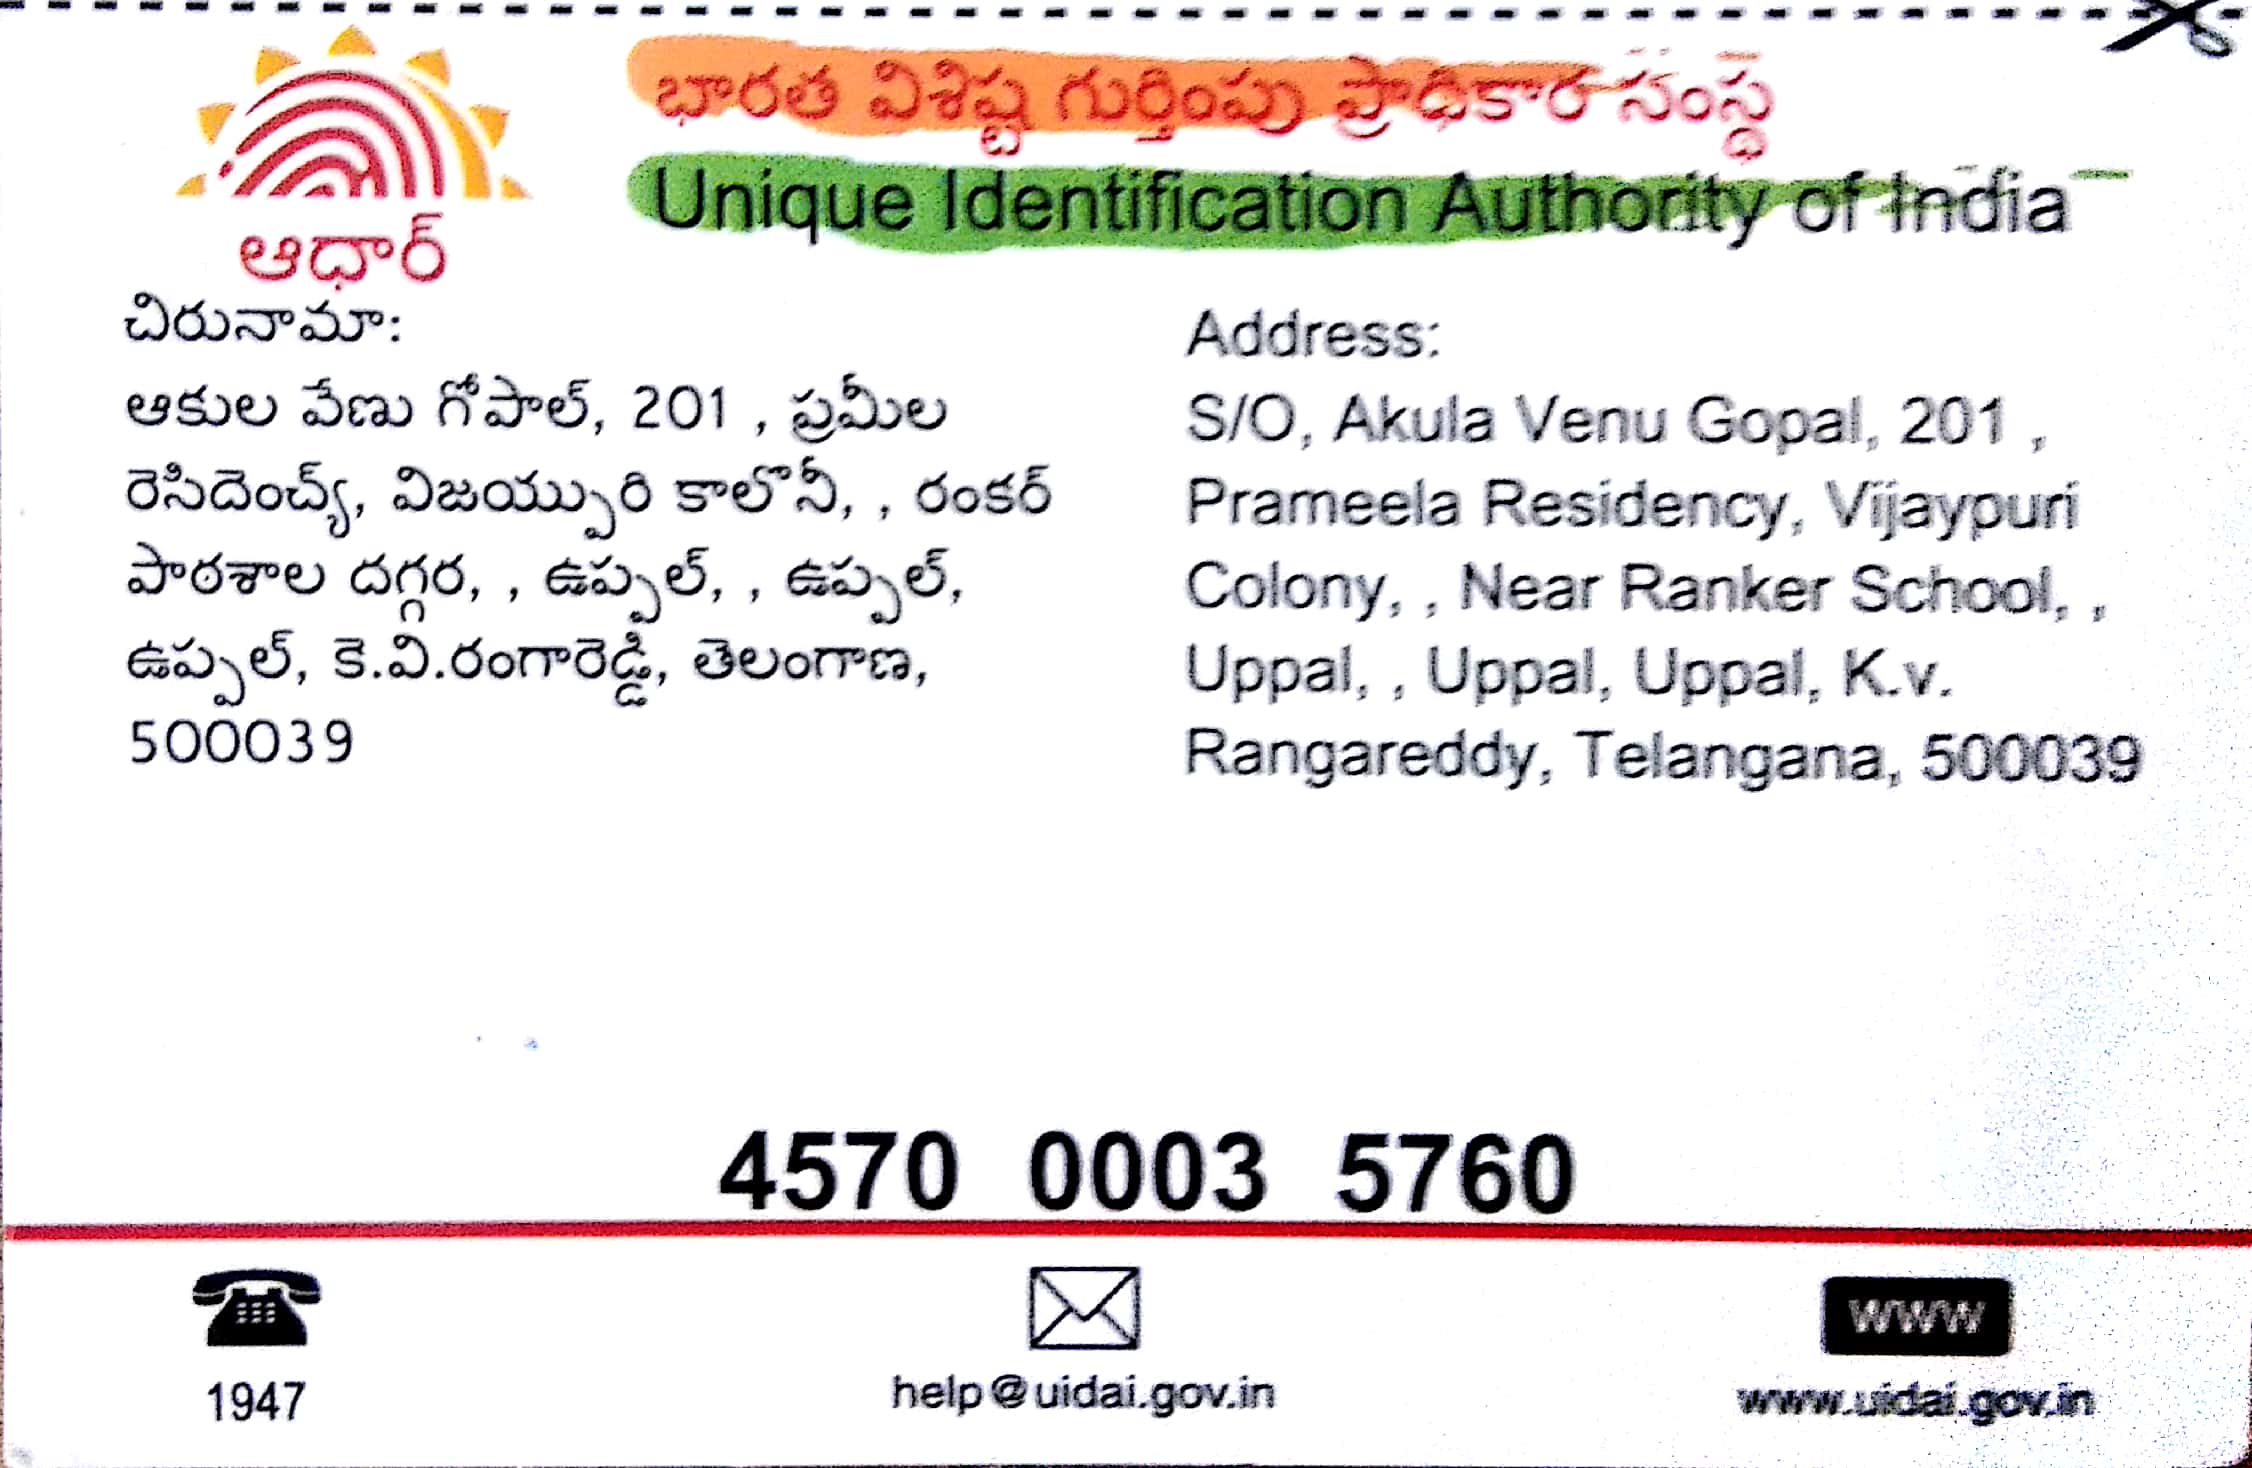 భారత విశిష్ట గుర్తింపు ప్రాధికార సంస్థ
Unique Identification Authority of India
ఆధార్
చిరునామా:
ఆకుల వేణు గోపాల్, 201 , ప్రమీల
రెసిదెంచ్య్, విజయ్పురి కాలొనీ, , రంకర్
పాఠశాల దగ్గర, , ఉప్పల్, , ఉప్పల్,
ఉప్పల్, కె.వి.రంగారెడ్డి, తెలంగాణ,
500039
Address:
S/O, Akula Venu Gopal, 201 ,
Prameela Residency, Vijaypuri
Colony, , Near Ranker School, ,
Uppal, , Uppal, Uppal, K.v.
Rangareddy, Telangana, 500039
4570 0003 5760
1947
help@uidai.gov.in
www
www.uidai.gov.in